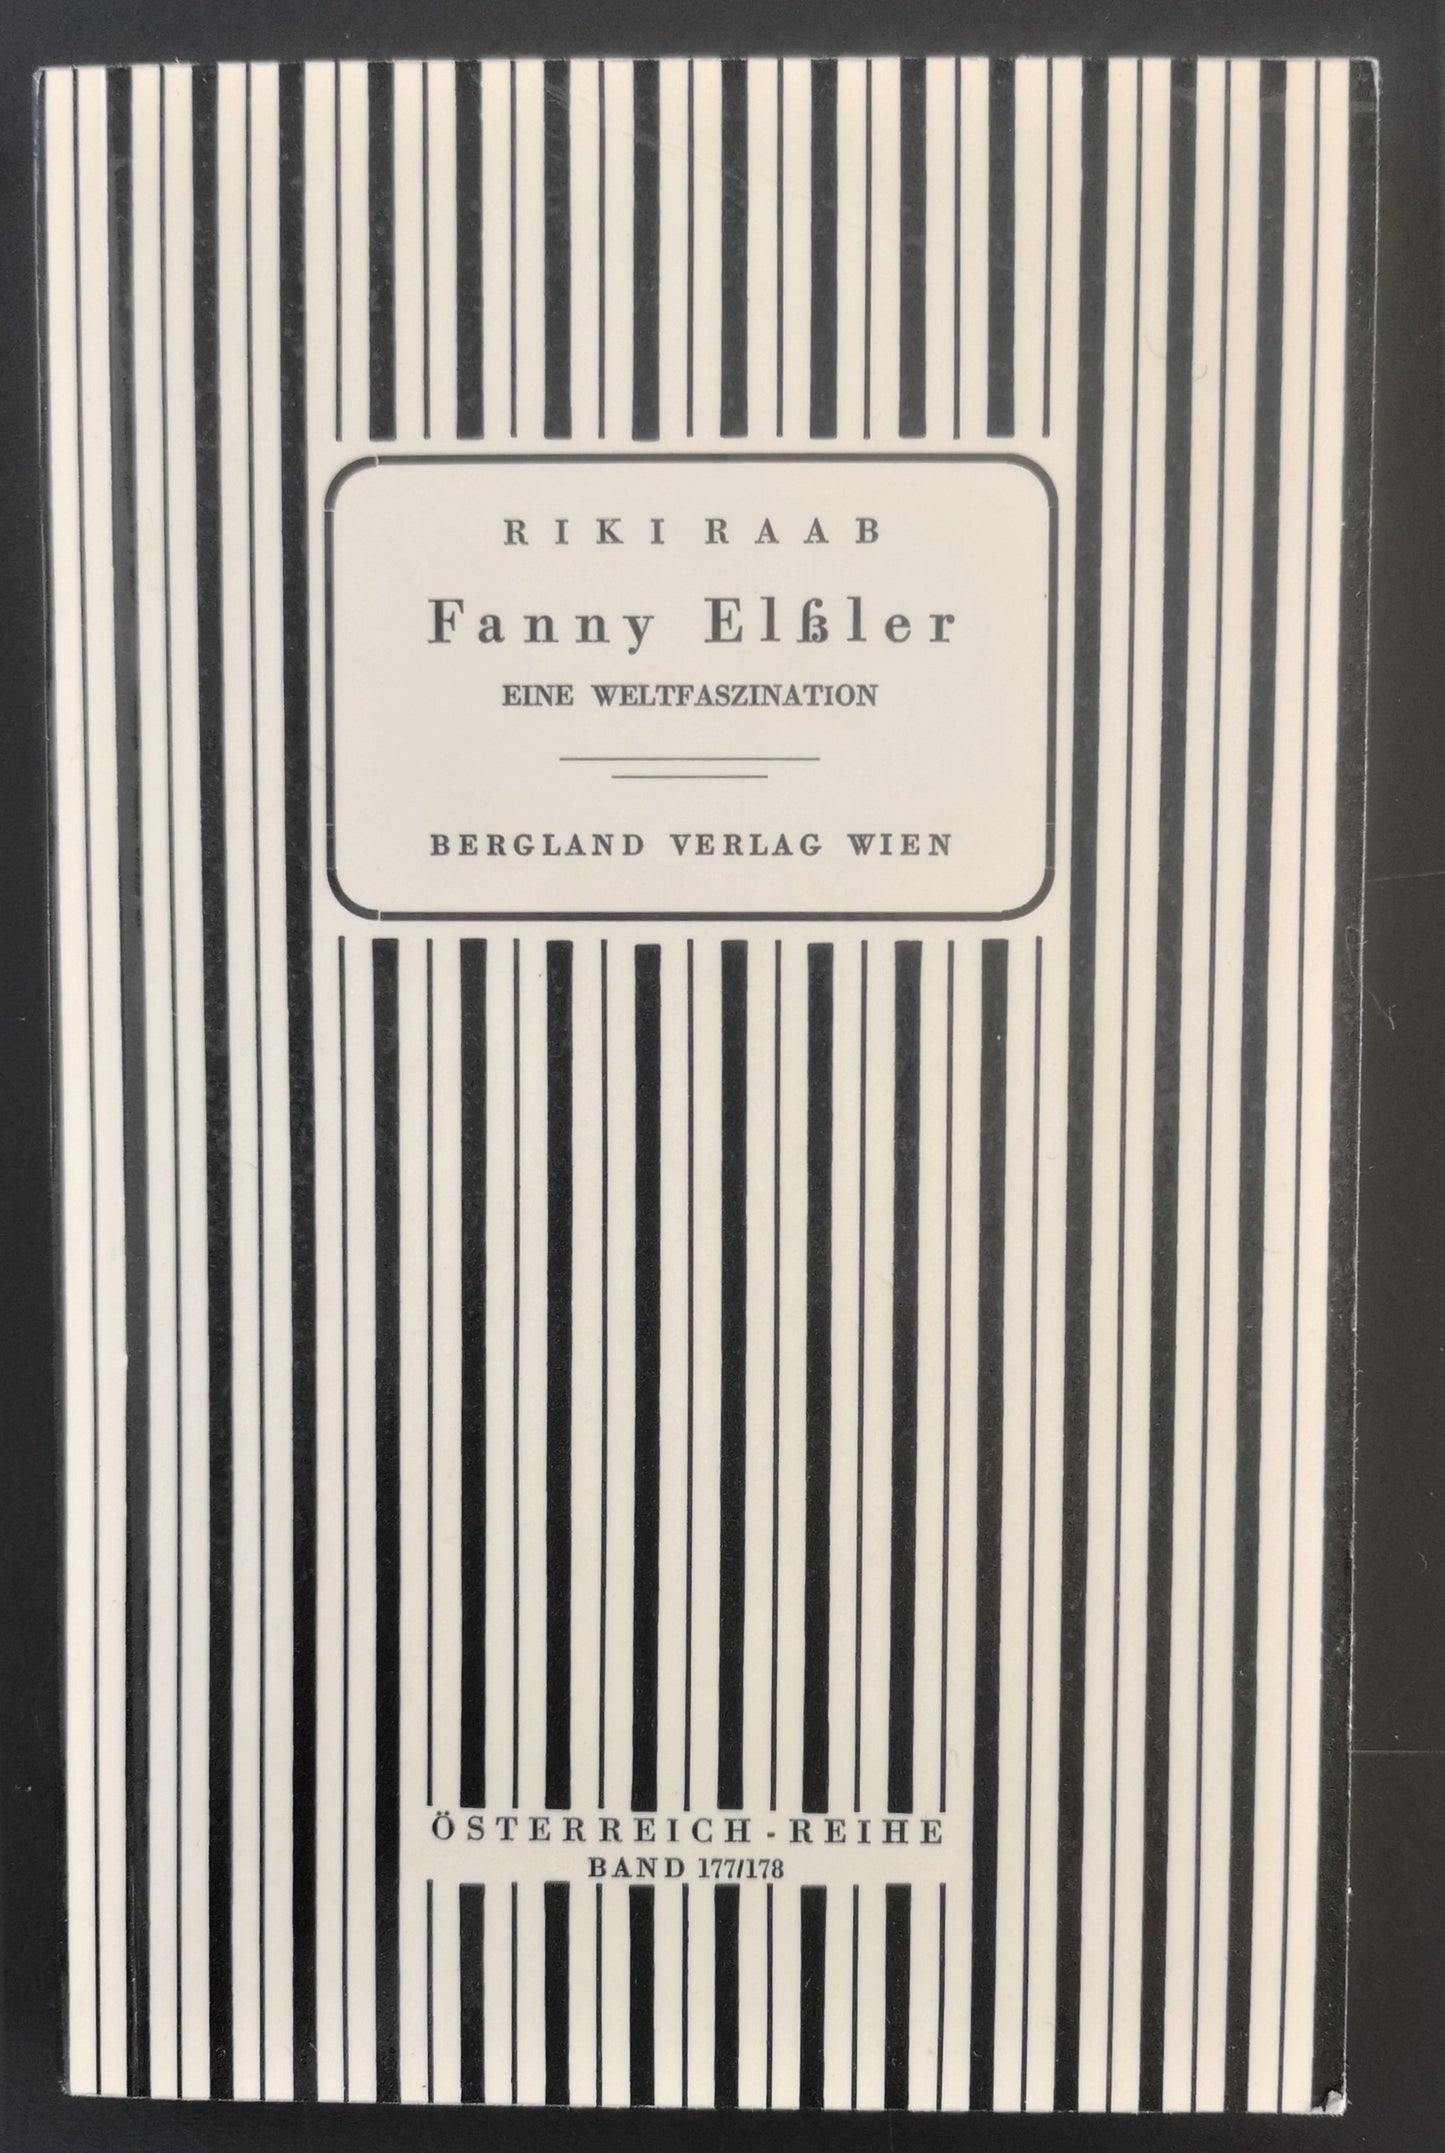 RIKI RAAB
Fanny Elßler
EINE WELTFASZINATION
BERGLAND VERLAG WIEN
ÖSTERREICH-REIHE
BAND 177/178